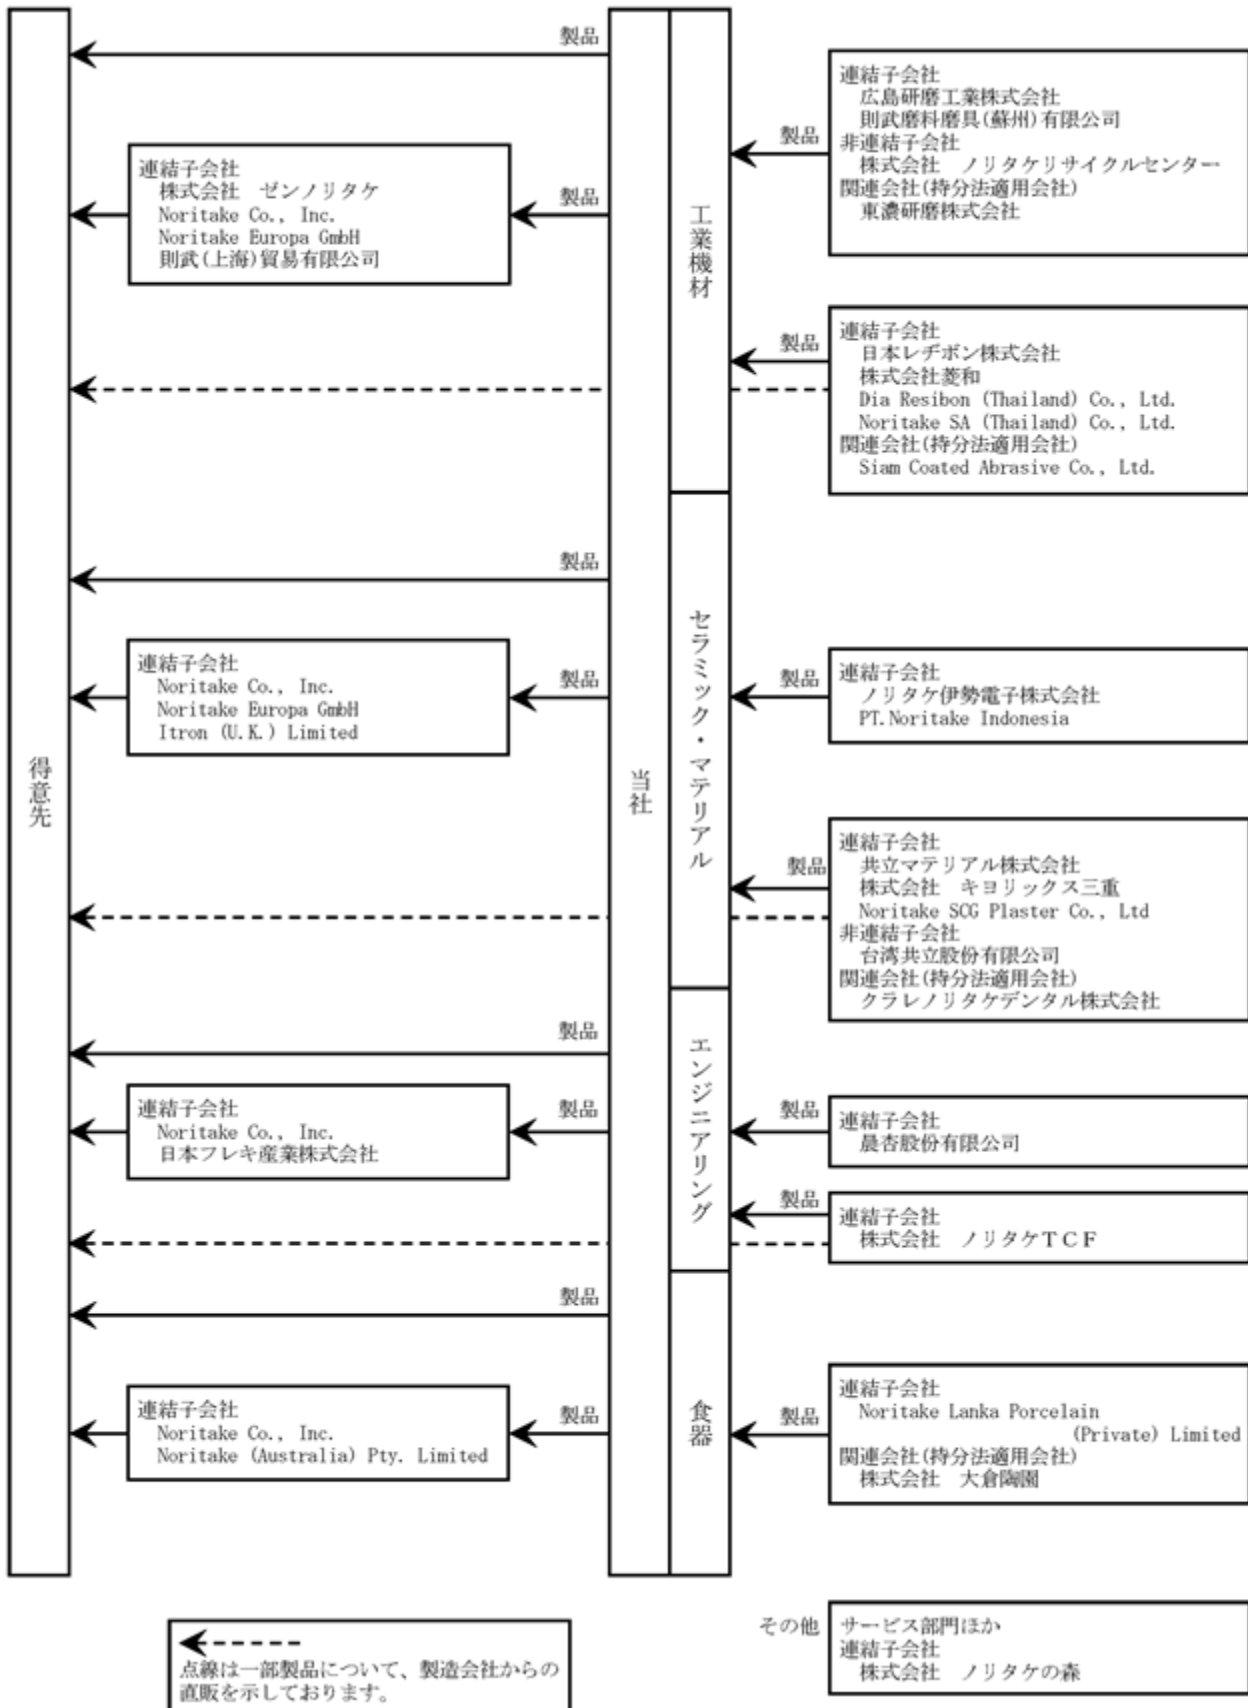 製品
連結子会社
広島研磨工業株式会社
則武磨料磨具(蘇州)有限公司
非連結子会社
株式会社　ノリタケリサイクルセンター
関連会社(持分法適用会社)
東濃研磨株式会社
製品
連結子会社
株式会社　ゼンノリタケ
Noritake Co., Inc.
Noritake Europa GmbH
則武(上海)貿易有限公司
製品
工業機材
連結子会社
日本レヂボン株式会社
株式会社菱和
Dia Resibon (Thailand) Co., Ltd.
Noritake SA (Thailand) Co., Ltd.
関連会社(持分法適用会社)
Siam Coated Abrasive Co., Ltd.
製品
製品
セラミック・マテリアル
連結子会社
Noritake Co., Inc.
Noritake Europa GmbH
Itron (U.K.) Limited
製品
製品
連結子会社
ノリタケ伊勢電子株式会社
PT.Noritake Indonesia
得意先
当社
製品
連結子会社
共立マテリアル株式会社
株式会社　キヨリックス三重
Noritake SCG Plaster Co., Ltd
非連結子会社
台湾共立股份有限公司
関連会社(持分法適用会社)
クラレノリタケデンタル株式会社
製品
エンジニアリング
連結子会社
Noritake Co., Inc.
日本フレキ産業株式会社
製品
製品
連結子会社
晨杏股份有限公司
製品
連結子会社
株式会社　ノリタケＴＣＦ
製品
食器
連結子会社
Noritake Co., Inc.
Noritake (Australia) Pty. Limited
製品
製品
連結子会社
Noritake Lanka Porcelain
(Private) Limited
関連会社(持分法適用会社)
株式会社　大倉陶園
その他
サービス部門ほか
連結子会社
株式会社　ノリタケの森
点線は一部製品について、製造会社からの
直販を示しております。